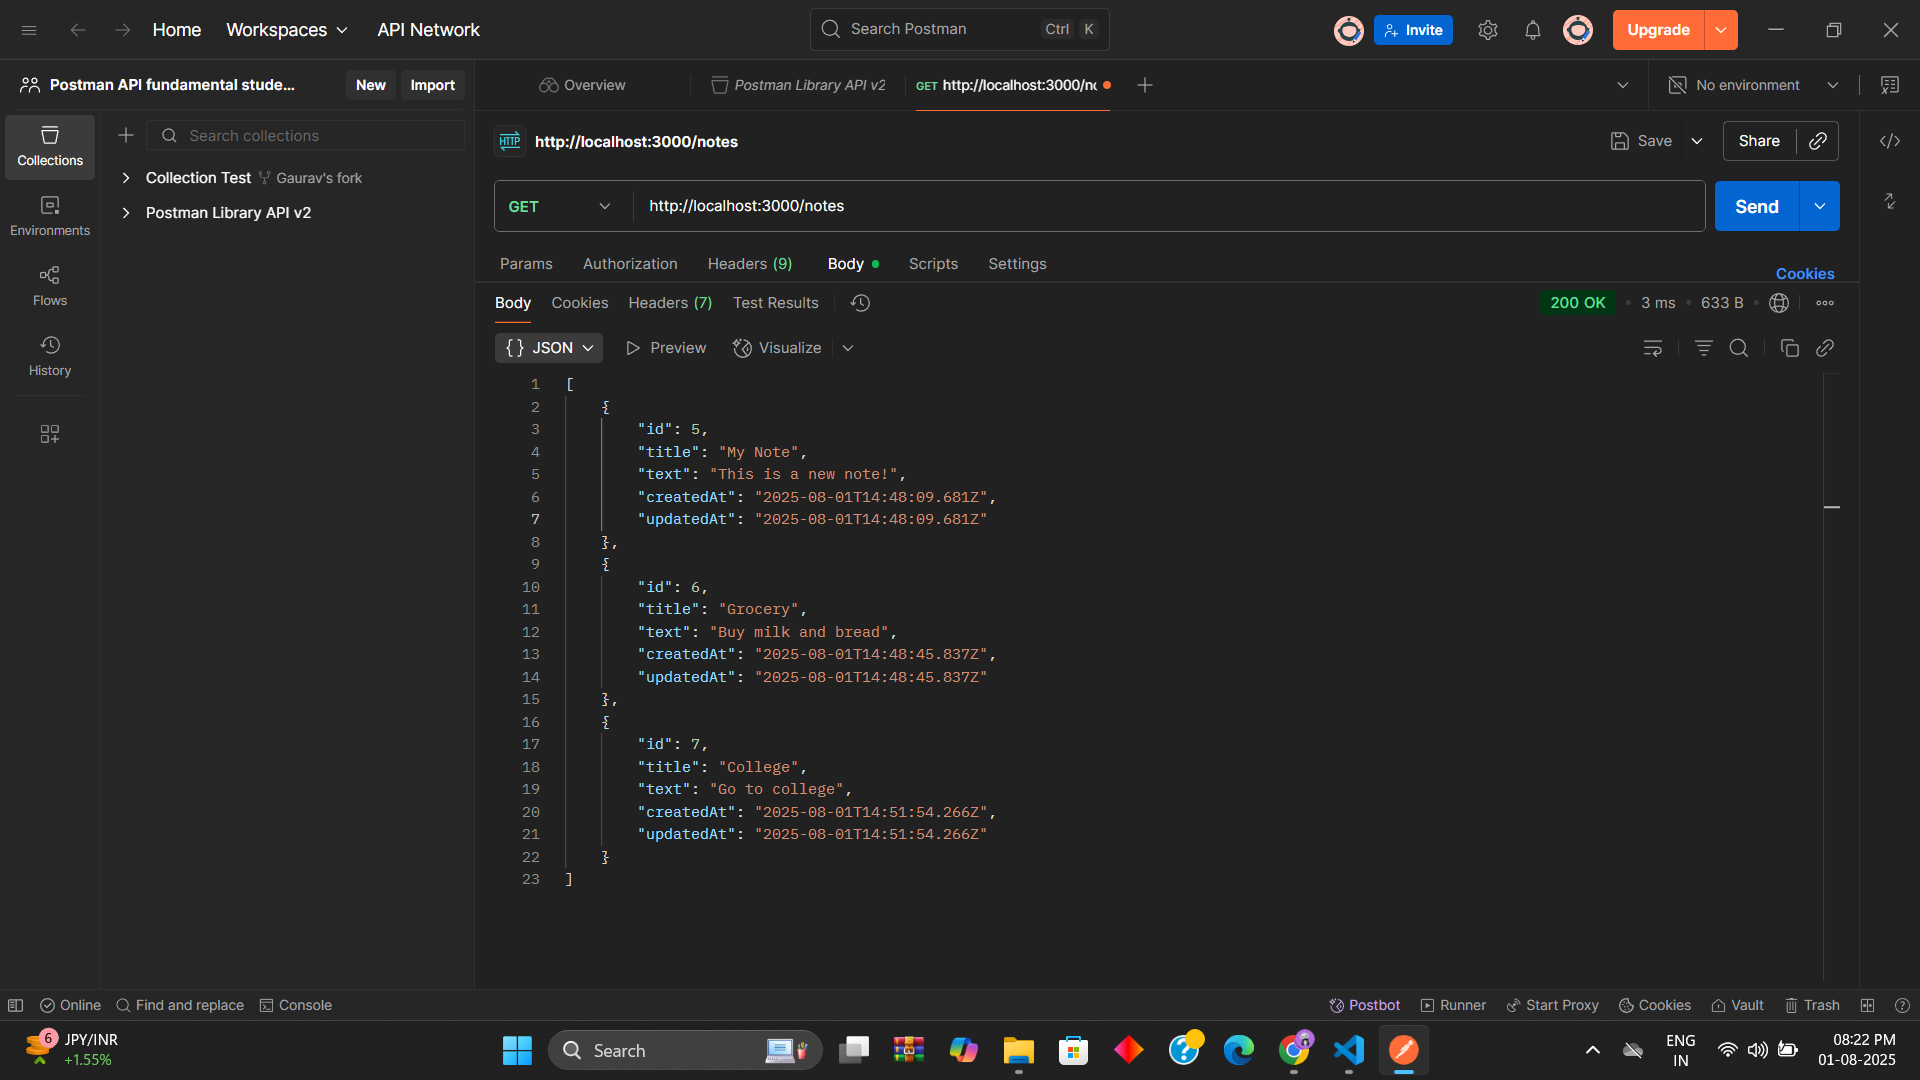 Home Workspaces API Network
Search Postman Ctrl K
Invite Upgrade
Postman API fundamental stude... New Import
Overview Postman Library API v2 GET http://localhost:3000/no No environment
Collections
Environments
Flows
History
Search collections
Collection Test Gaurav's fork
Postman Library API v2
HTTP http://localhost:3000/notes Save Share
GET http://localhost:3000/notes Send
Params Authorization Headers (9) Body Scripts Settings Cookies
Body Cookies Headers (7) Test Results 200 OK 3 ms 633 B
{} JSON Preview Visualize
1 [
2 {
3 "id": 5,
4 "title": "My Note",
5 "text": "This is a new note!",
6 "createdAt": "2025-08-01T14:48:09.681Z",
7 "updatedAt": "2025-08-01T14:48:09.681Z"
8 },
9 {
10 "id": 6,
11 "title": "Grocery",
12 "text": "Buy milk and bread",
13 "createdAt": "2025-08-01T14:48:45.837Z",
14 "updatedAt": "2025-08-01T14:48:45.837Z"
15 },
16 {
17 "id": 7,
18 "title": "College",
19 "text": "Go to college",
20 "createdAt": "2025-08-01T14:51:54.266Z",
21 "updatedAt": "2025-08-01T14:51:54.266Z"
22 }
23 ]
Online Find and replace Console Postbot Runner Start Proxy Cookies Vault Trash
6 JPY/INR
+1.55%
Search
ENG
IN
08:22 PM
01-08-2025